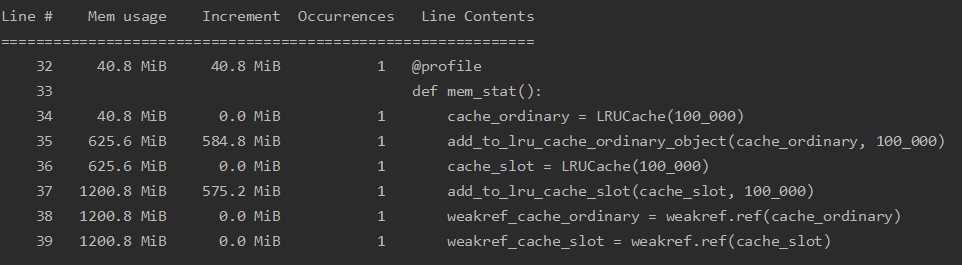 Line #    Mem usage    Increment  Occurrences   Line Contents
=============================================================
    32     40.8 MiB     40.8 MiB           1   @profile
    33                                         def mem_stat():
    34     40.8 MiB      0.0 MiB           1       cache_ordinary = LRUCache(100_000)
    35    625.6 MiB    584.8 MiB           1       add_to_lru_cache_ordinary_object(cache_ordinary, 100_000)
    36    625.6 MiB      0.0 MiB           1       cache_slot = LRUCache(100_000)
    37   1200.8 MiB    575.2 MiB           1       add_to_lru_cache_slot(cache_slot, 100_000)
    38   1200.8 MiB      0.0 MiB           1       weakref_cache_ordinary = weakref.ref(cache_ordinary)
    39   1200.8 MiB      0.0 MiB           1       weakref_cache_slot = weakref.ref(cache_slot)